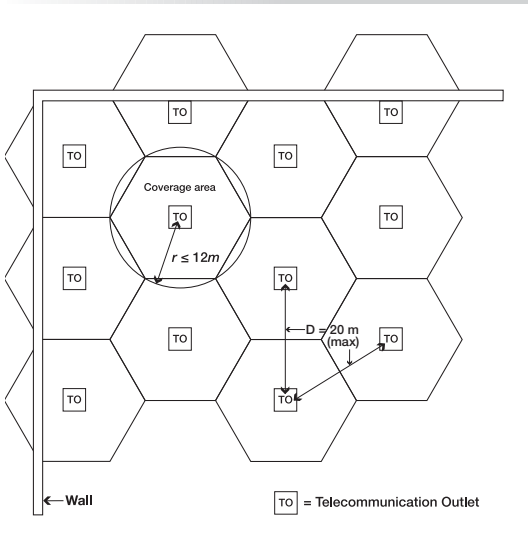 TO
TO
TO
TO
Coverage area
TO
TO
r ≤ 12m
TO
TO
D = 20 m
(max)
TO
TO
TO
TO
Wall
TO = Telecommunication Outlet